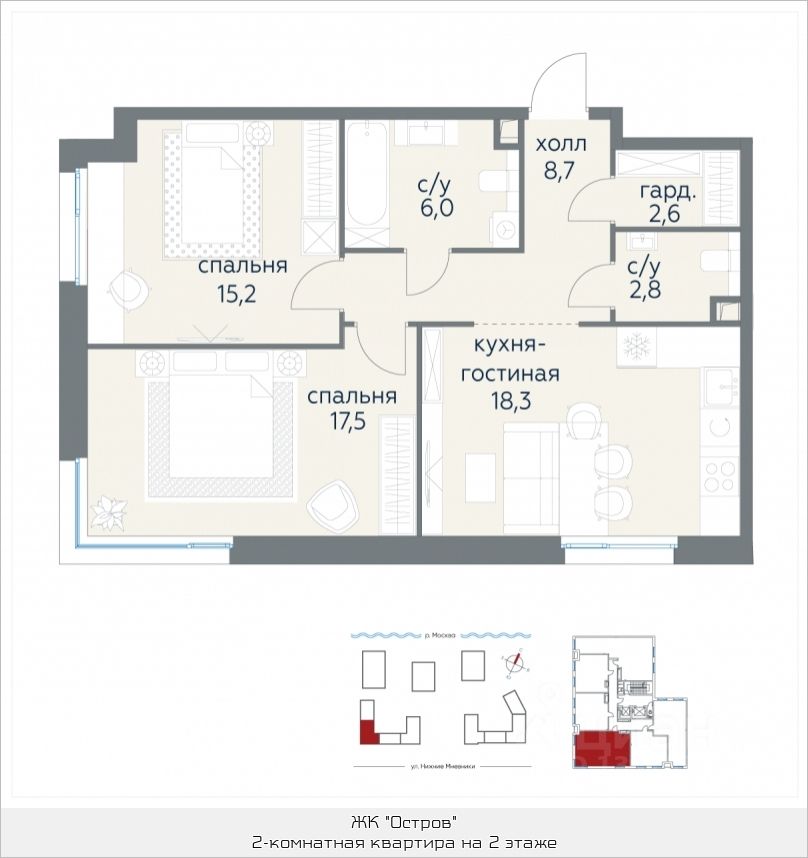 холл
8,7
с/у
6,0
гард.
2,6
с/у
2,8
спальня
15,2
кухня-
гостиная
18,3
спальня
17,5
р. Москва
ул. Нижние Мневники
ЖК "Остров"
2-комнатная квартира на 2 этаже